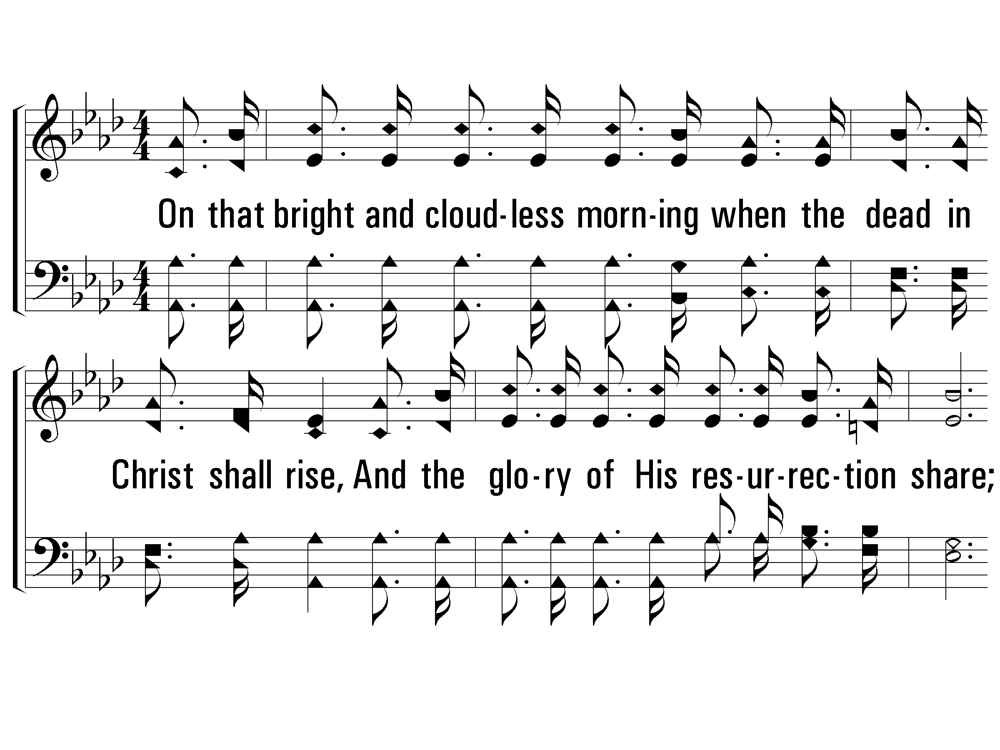 On that bright and cloud-less morn-ing when the dead in
Christ shall rise, And the glo-ry of His res-ur-rec-tion share;